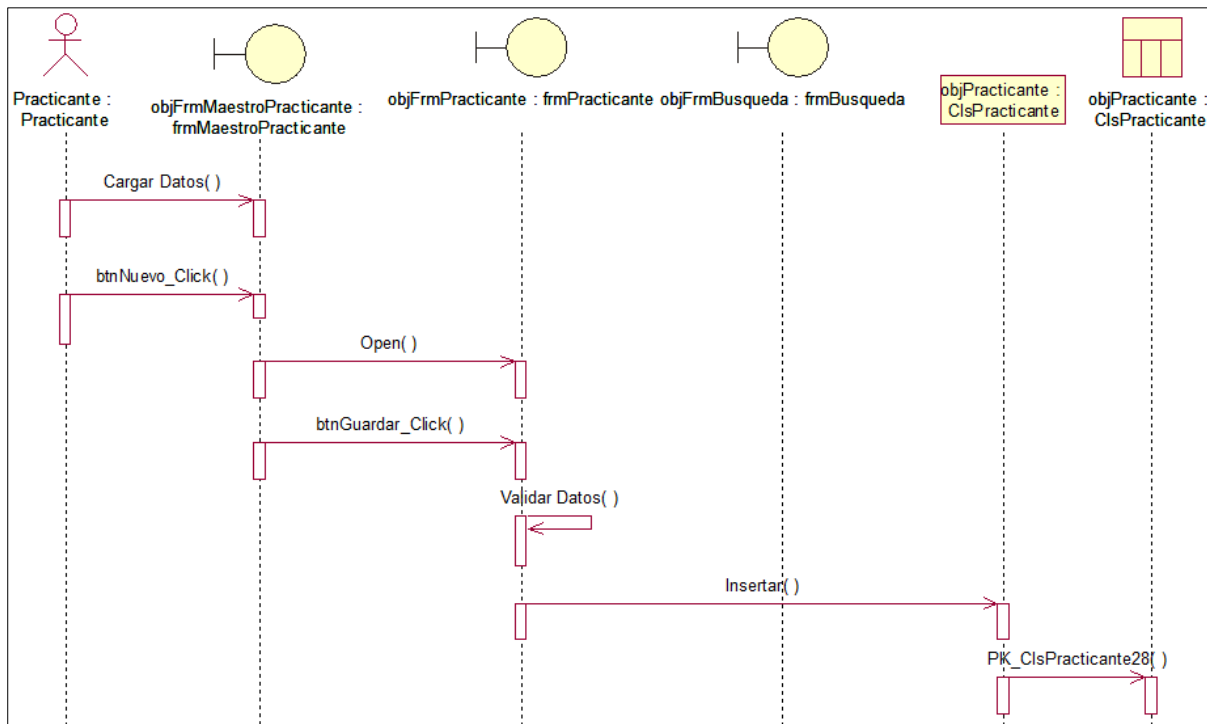 Practicante :
Practicante
objFrmMaestroPracticante :
frmMaestroPracticante
objFrmPracticante : frmPracticante
objFrmBusqueda : frmBusqueda
objPracticante :
ClsPracticante
objPracticante :
ClsPracticante
Cargar Datos( )
btnNuevo_Click( )
Open( )
btnGuardar_Click( )
Validar Datos( )
Insertar( )
PK_ClsPracticante28( )